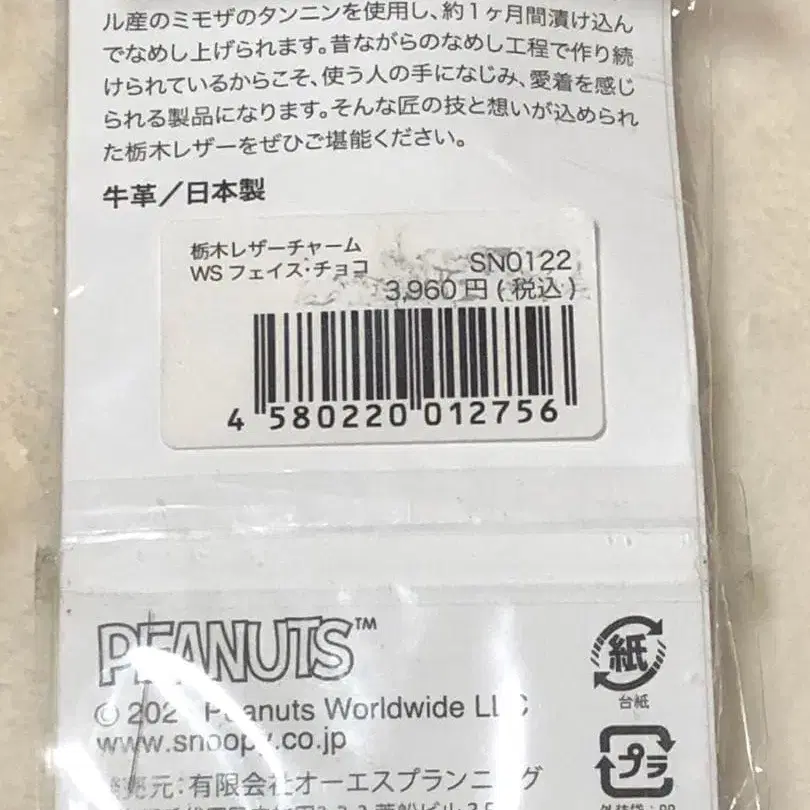 ル産のミモザのタンニンを使用し、約1ヶ月間漬け込ん
でなめし上げられます。昔ながらのなめし工程で作り続
けられているからこそ、使う人の手になじみ、愛着を感じ
られる製品になります。そんな匠の技と想いが込められ
た栃木レザーをぜひご堪能ください。
牛革/日本製
栃木レザーチャーム
WS フェイス・チョコ
SN0122
3,960円(税込)
4 580220 012756
PEANUTS™
© 202 Peanuts Worldwide LLC
www.snoopy.co.jp
発売元:有限会社オーエスプランニング
紙
台紙
プラ